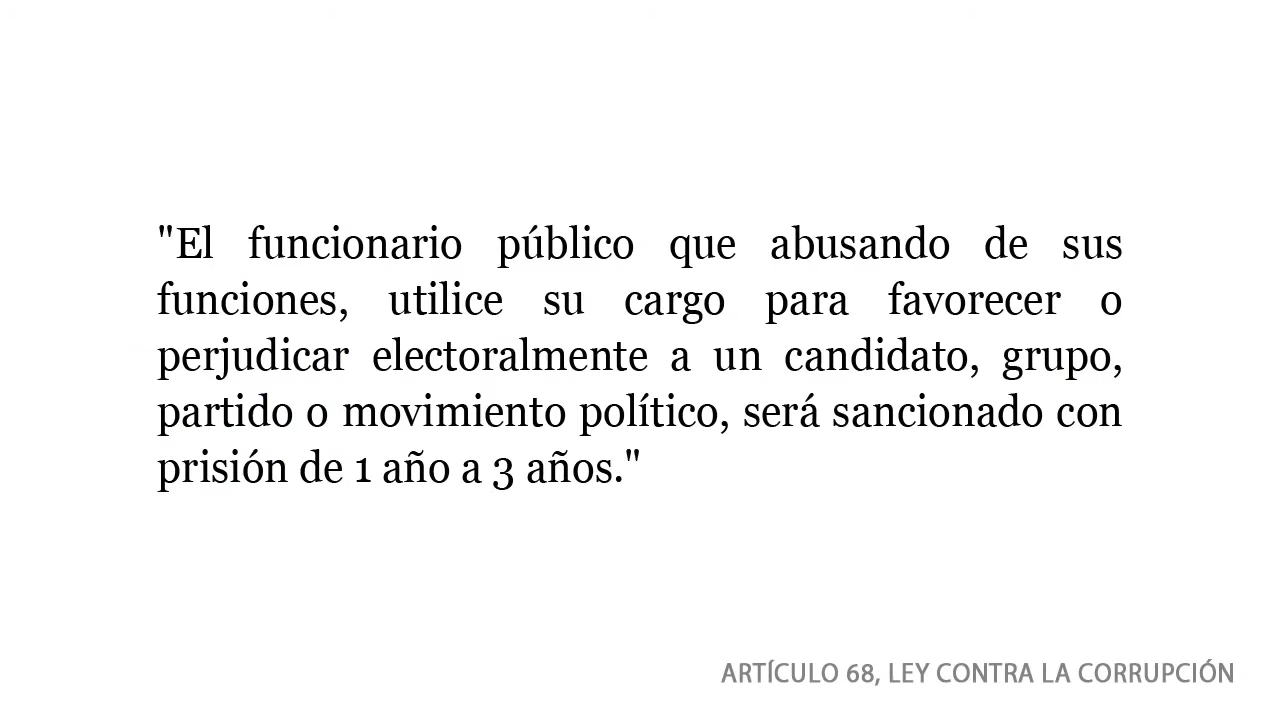 "El funcionario público que abusando de sus
funciones, utilice su cargo para favorecer o
perjudicar electoralmente a un candidato, grupo,
partido o movimiento político, será sancionado con
prisión de 1 año a 3 años."
ARTÍCULO 68, LEY CONTRA LA CORRUPCIÓN